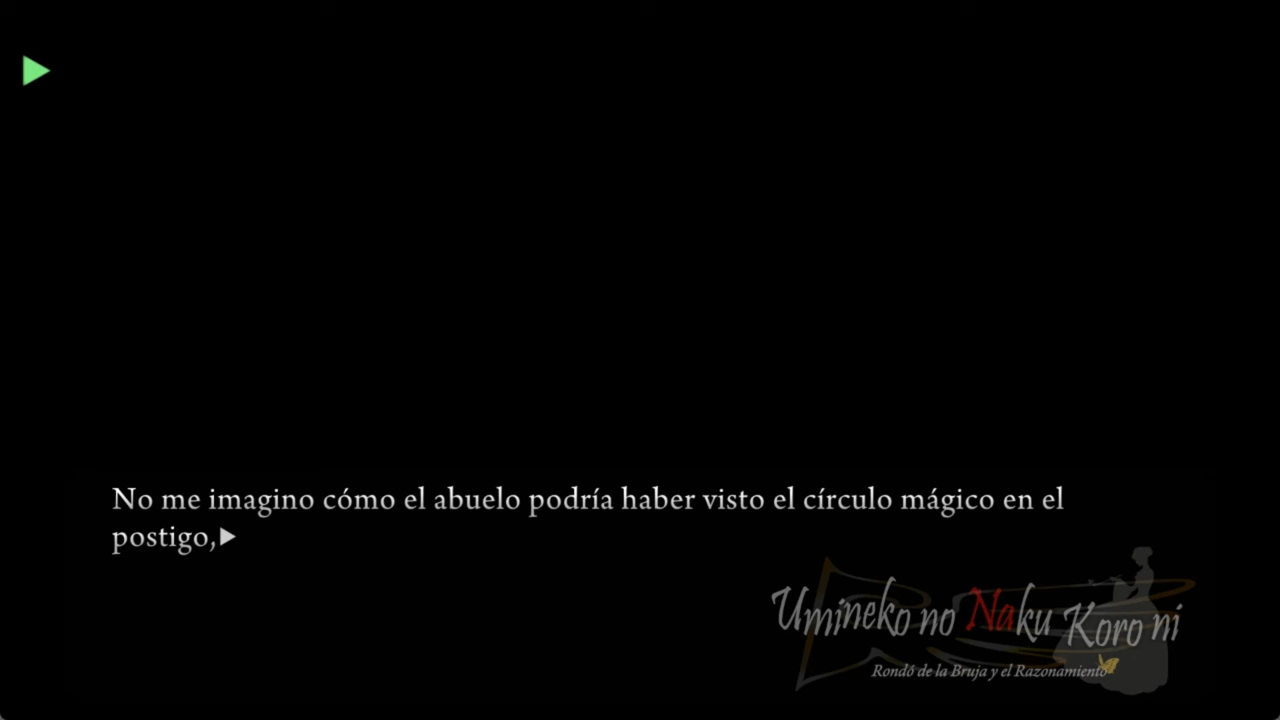 No me imagino cómo el abuelo podría haber visto el círculo mágico en el
postigo,
Umineko no Naku Koro ni
Rondó de la Bruja y el Razonamiento